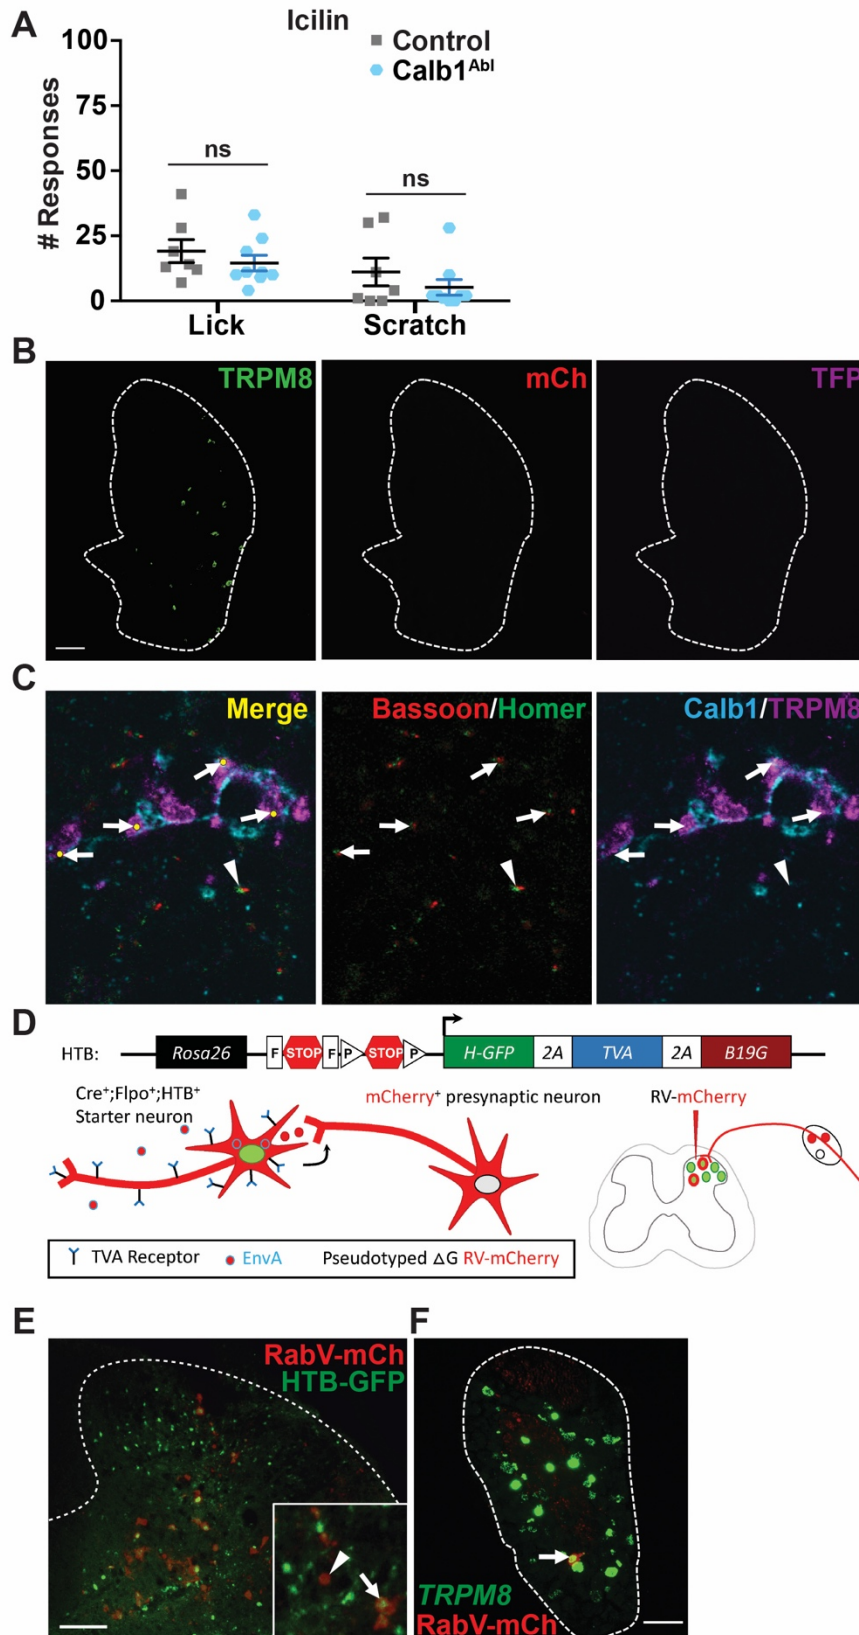 A
Icilin
Control
Calb1Abl
# Responses
100
75
50
25
0
ns
ns
Lick
Scratch
B
TRPM8
mCh
TFP
C
Merge
Bassoon/Homer
Calb1/TRPM8
D
HTB:
Rosa26
F
STOP
F
P
STOP
P
H-GFP
2A
TVA
2A
B19G
Cre+;Flpo+;HTB+
Starter neuron
mCherry+ presynaptic neuron
RV-mCherry
TVA Receptor
EnvA
Pseudotyped △G RV-mCherry
E
RabV-mCh
HTB-GFP
F
TRPM8
RabV-mCh